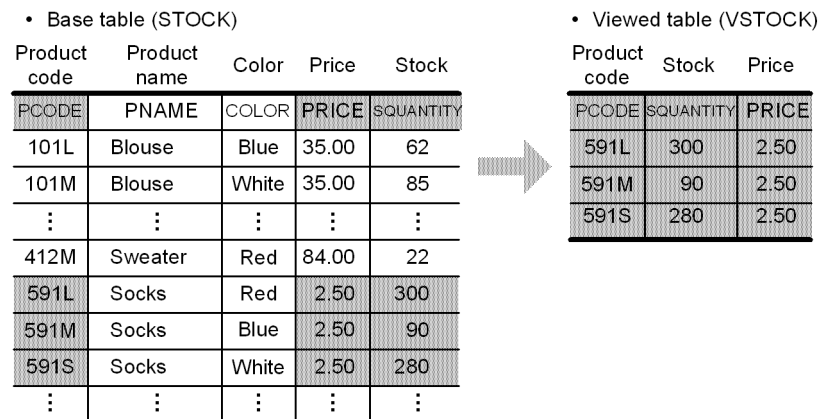 • Base table (STOCK)
Product code Product name Color Price Stock
PCODE PNAME COLOR PRICE SQUANTITY
101L Blouse Blue 35.00 62
101M Blouse White 35.00 85
⋮ ⋮ ⋮ ⋮ ⋮
412M Sweater Red 84.00 22
591L Socks Red 2.50 300
591M Socks Blue 2.50 90
591S Socks White 2.50 280
⋮ ⋮ ⋮ ⋮ ⋮
• Viewed table (VSTOCK)
Product code Stock Price
PCODE SQUANTITY PRICE
591L 300 2.50
591M 90 2.50
591S 280 2.50